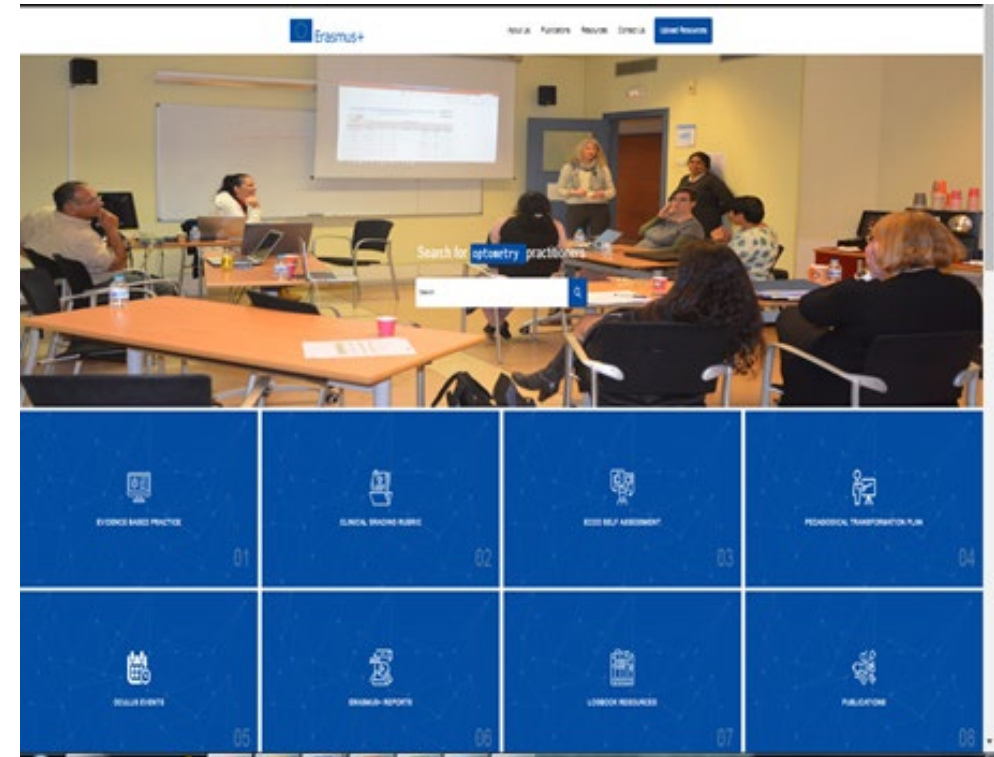 Erasmus+
About us Publications Resources Contact Us Upload Resources
Search for optometry practitioners
Search
EVIDENCE BASED PRACTICE
01
CLINICAL GRADING RUBRIC
02
ECOO SELF ASSESSMENT
03
PEDAGOGICAL TRANSFORMATION PLAN
04
OCULUS EVENTS
05
ERASMUS+ REPORTS
06
LOGBOOK RESOURCES
07
PUBLICATIONS
08